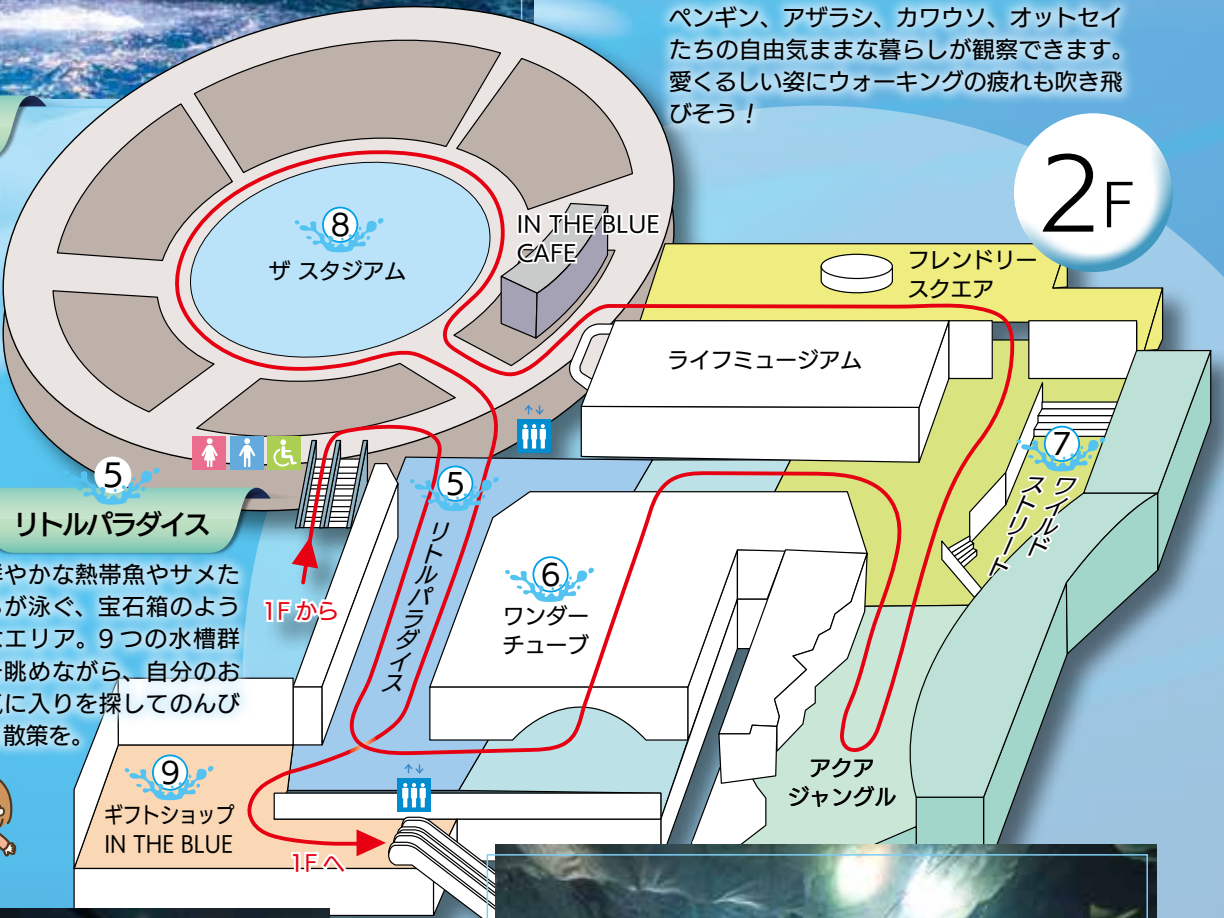 ペンギン、アザラシ、カワウソ、オットセイ
たちの自由気ままな暮らしが観察できます。
愛くるしい姿にウォーキングの疲れも吹き飛
びそう！
2F
8
ザ スタジアム
IN THE BLUE
CAFE
フレンドリー
スクエア
ライフミュージアム
7
ワイルド
ストリート
5
リトルパラダイス
5
リトルパラダイス
やかな熱帯魚やサメた
が泳ぐ、宝石箱のよう
エリア。9つの水槽群
眺めながら、自分のお
に入りを探してのんび
散策を。
1Fから
6
ワンダー
チューブ
アクア
ジャングル
9
ギフトショップ
IN THE BLUE
1Fへ